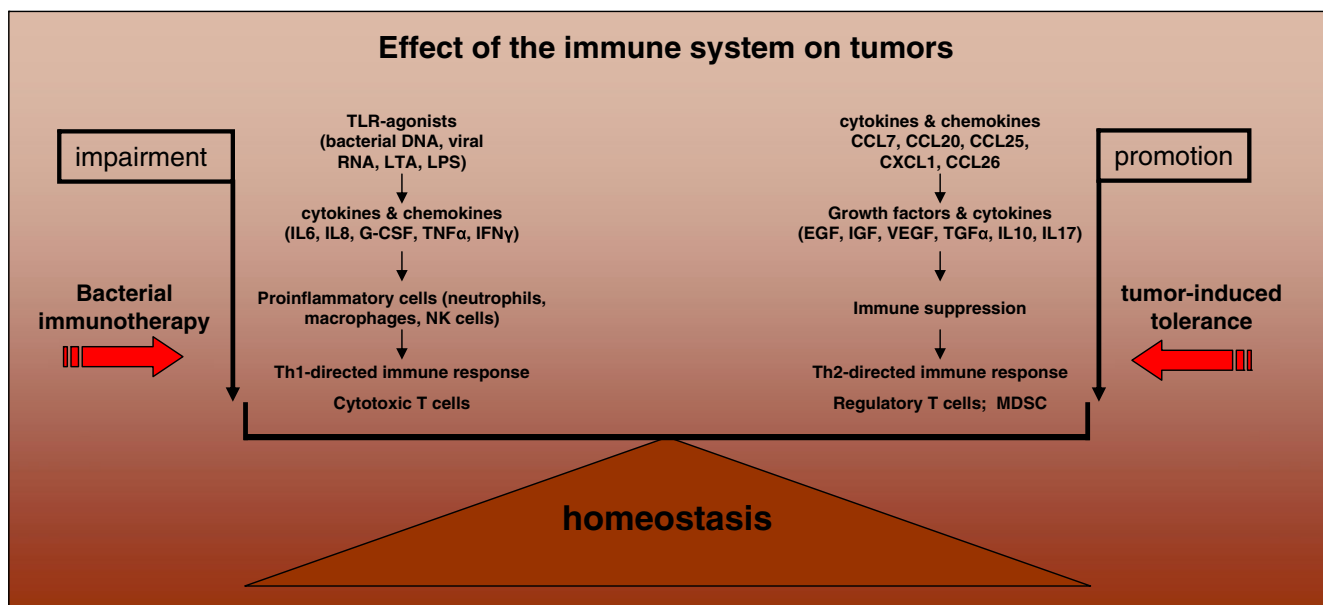 Effect of the immune system on tumors
impairment
Bacterial
immunotherapy
TLR-agonists
(bacterial DNA, viral
RNA, LTA, LPS)
cytokines & chemokines
(IL6, IL8, G-CSF, TNFα, IFNγ)
Proinflammatory cells (neutrophils,
macrophages, NK cells)
Th1-directed immune response
Cytotoxic T cells
cytokines & chemokines
CCL7, CCL20, CCL25,
CXCL1, CCL26
Growth factors & cytokines
(EGF, IGF, VEGF, TGFα, IL10, IL17)
Immune suppression
Th2-directed immune response
Regulatory T cells; MDSC
promotion
tumor-induced
tolerance
homeostasis